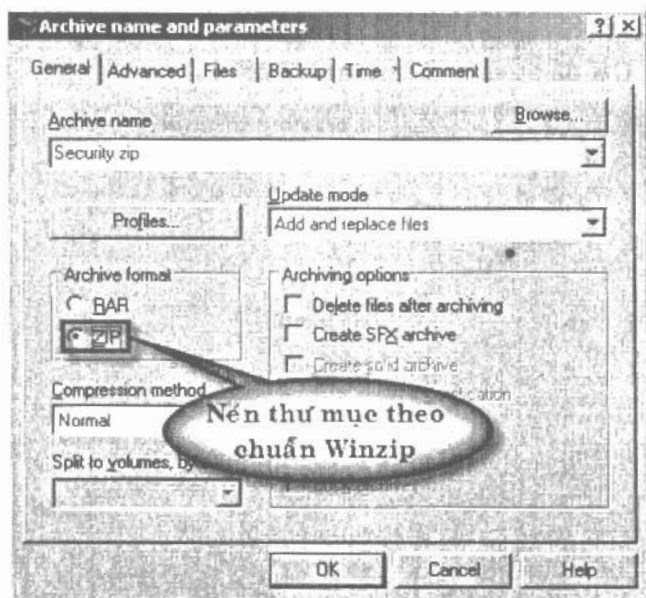 Archive name and parameters
General Advanced Files Backup Time Comment
Archive name
Browse...
Security zip
Update mode
Profiles...
Add and replace files
Archive format
Archiving options
RAR
Delete files after archiving
ZIP
Create SFX archive
Create solid archive
Compression method
Normal
Nén thư mục theo
chuẩn Winzip
Split to volumes,
OK Cancel Help